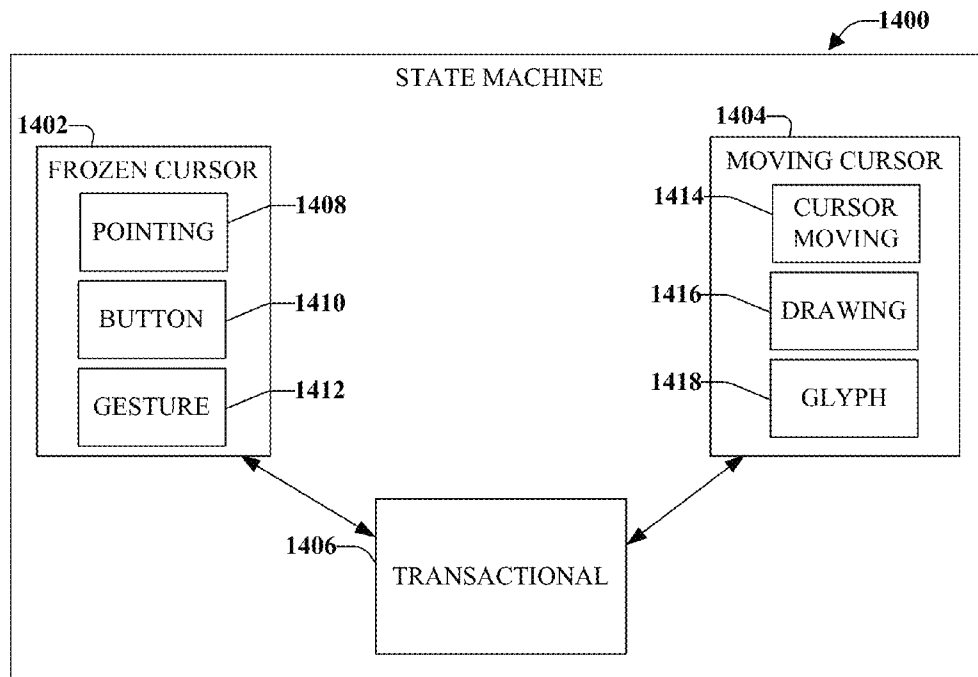 1400
STATE MACHINE
1402
FROZEN CURSOR
POINTING
1408
BUTTON
1410
GESTURE
1412
1404
MOVING CURSOR
1414
CURSOR
MOVING
1416
DRAWING
1418
GLYPH
1406
TRANSACTIONAL